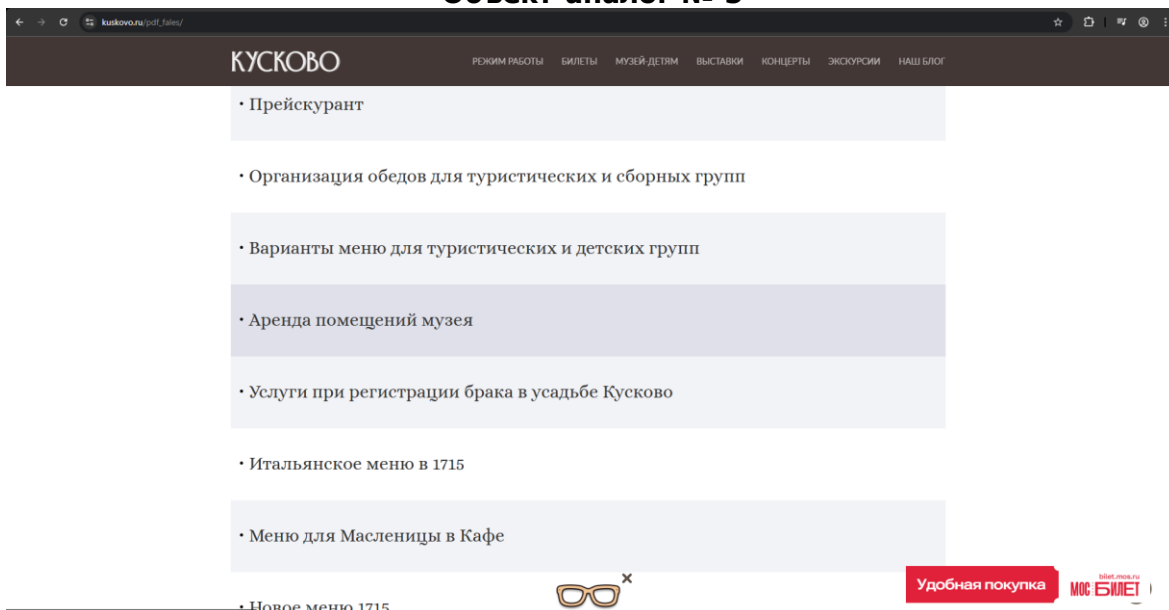 Объект-аналог № 3
kuskovo.ru/pdf_fales/
КУСКОВО
РЕЖИМ РАБОТЫ БИЛЕТЫ МУЗЕЙ-ДЕТЯМ ВЫСТАВКИ КОНЦЕРТЫ ЭКСКУРСИИ НАШ БЛОГ
• Прейскурант
• Организация обедов для туристических и сборных групп
• Варианты меню для туристических и детских групп
• Аренда помещений музея
• Услуги при регистрации брака в усадьбе Кусково
• Итальянское меню в 1715
• Меню для Масленицы в Кафе
• Новое меню 1715
Удобная покупка
bilet.mos.ru
МОСБИЛЕТ